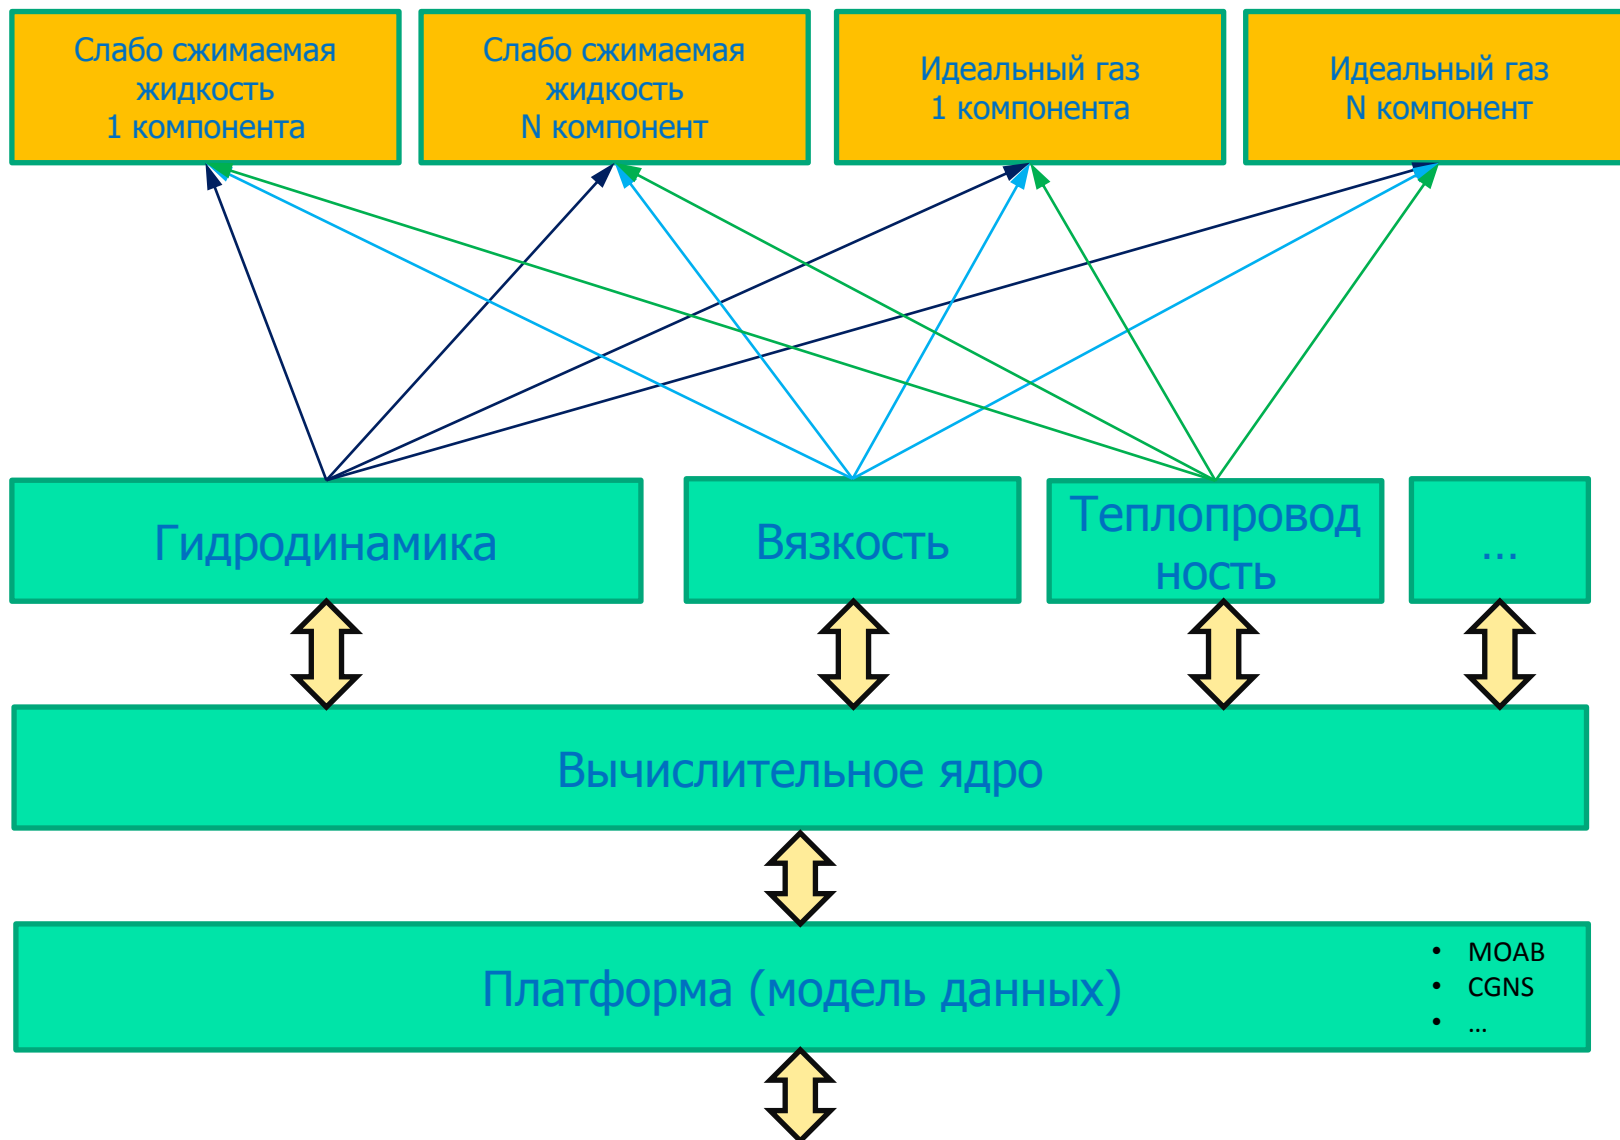 Слабо сжимаемая
жидкость
1 компонента
Слабо сжимаемая
жидкость
N компонент
Идеальный газ
1 компонента
Идеальный газ
N компонент
Гидродинамика
Вязкость
Теплопровод
ность
...
Вычислительное ядро
Платформа (модель данных)
• MOAB
• CGNS
• ...